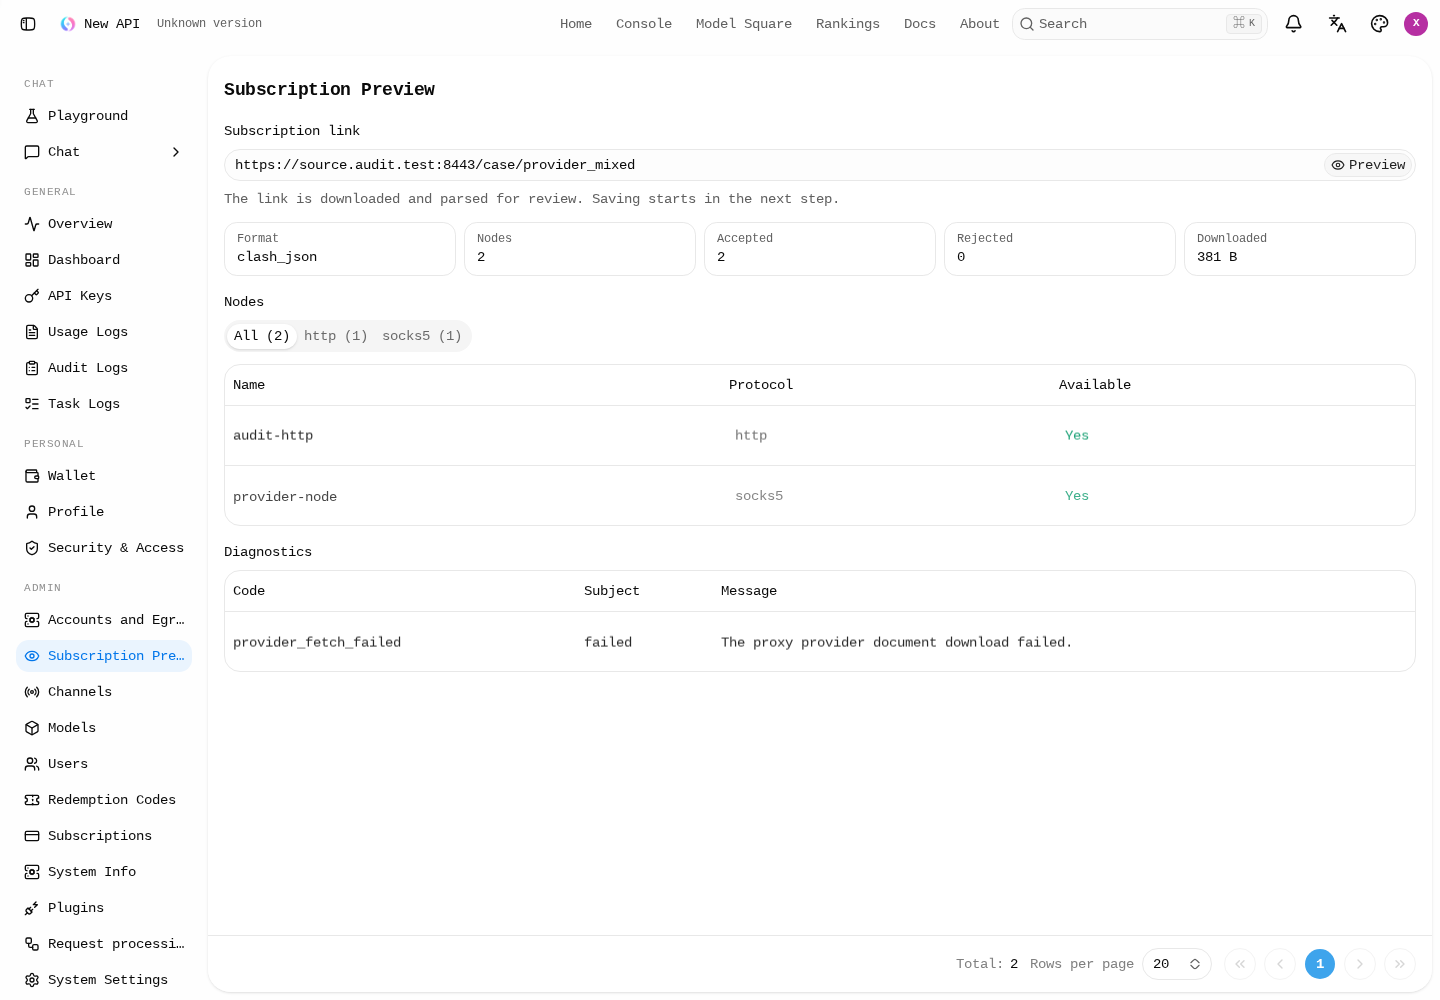 New API Unknown version
Home Console Model Square Rankings Docs About Search ⌘ K X
CHAT
Playground
Chat
GENERAL
Overview
Dashboard
API Keys
Usage Logs
Audit Logs
Task Logs
PERSONAL
Wallet
Profile
Security & Access
ADMIN
Accounts and Egr…
Subscription Pre…
Channels
Models
Users
Redemption Codes
Subscriptions
System Info
Plugins
Request processi…
System Settings
Subscription Preview
Subscription link
https://source.audit.test:8443/case/provider_mixed Preview
The link is downloaded and parsed for review. Saving starts in the next step.
Format Nodes Accepted Rejected Downloaded
clash_json 2 2 0 381 B
Nodes
All (2) http (1) socks5 (1)
Name Protocol Available
audit-http http Yes
provider-node socks5 Yes
Diagnostics
Code Subject Message
provider_fetch_failed failed The proxy provider document download failed.
Total: 2 Rows per page 20 « ‹ 1 › »